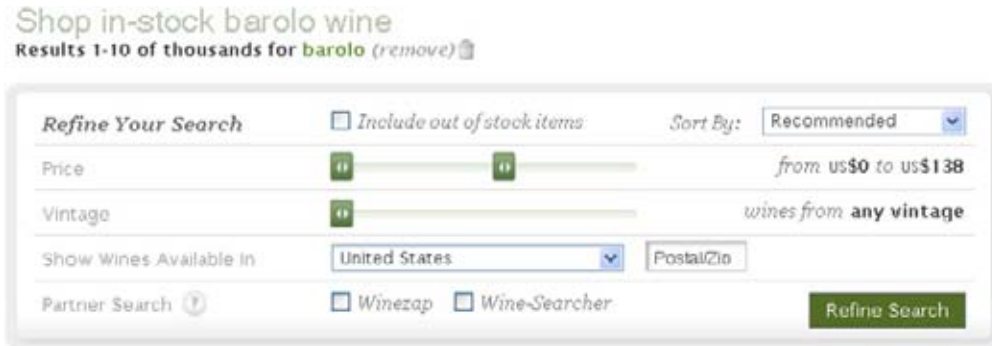 Shop in-stock barolo wine
Results 1-10 of thousands for barolo (remove)
Refine Your Search Include out of stock items Sort By: Recommended
Price from US$0 to US$138
Vintage wines from any vintage
Show Wines Available In United States Postal/Zip
Partner Search ? Winezap Wine-Searcher Refine Search